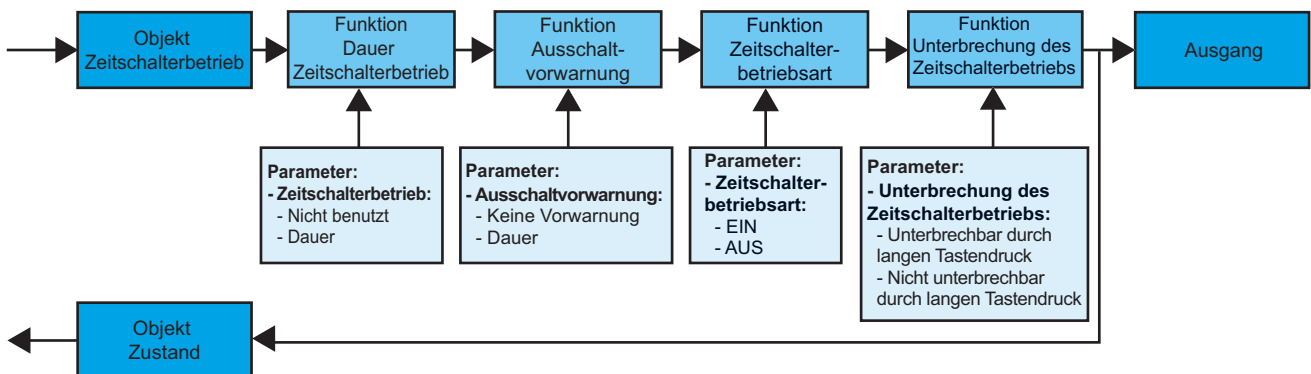 Objekt
Zeitschalterbetrieb
Funktion
Dauer
Zeitschalterbetrieb
Funktion
Ausschalt-
vorwarnung
Funktion
Zeitschalter-
betriebsart
Funktion
Unterbrechung des
Zeitschalterbetriebs
Ausgang
Parameter:
- Zeitschalterbetrieb:
- Nicht benutzt
- Dauer
Parameter:
- Ausschaltvorwarnung:
- Keine Vorwarnung
- Dauer
Parameter:
- Zeitschalter-
betriebsart:
- EIN
- AUS
Parameter:
- Unterbrechung des
Zeitschalterbetriebs:
- Unterbrechbar durch
langen Tastendruck
- Nicht unterbrechbar
durch langen Tastendruck
Objekt
Zustand